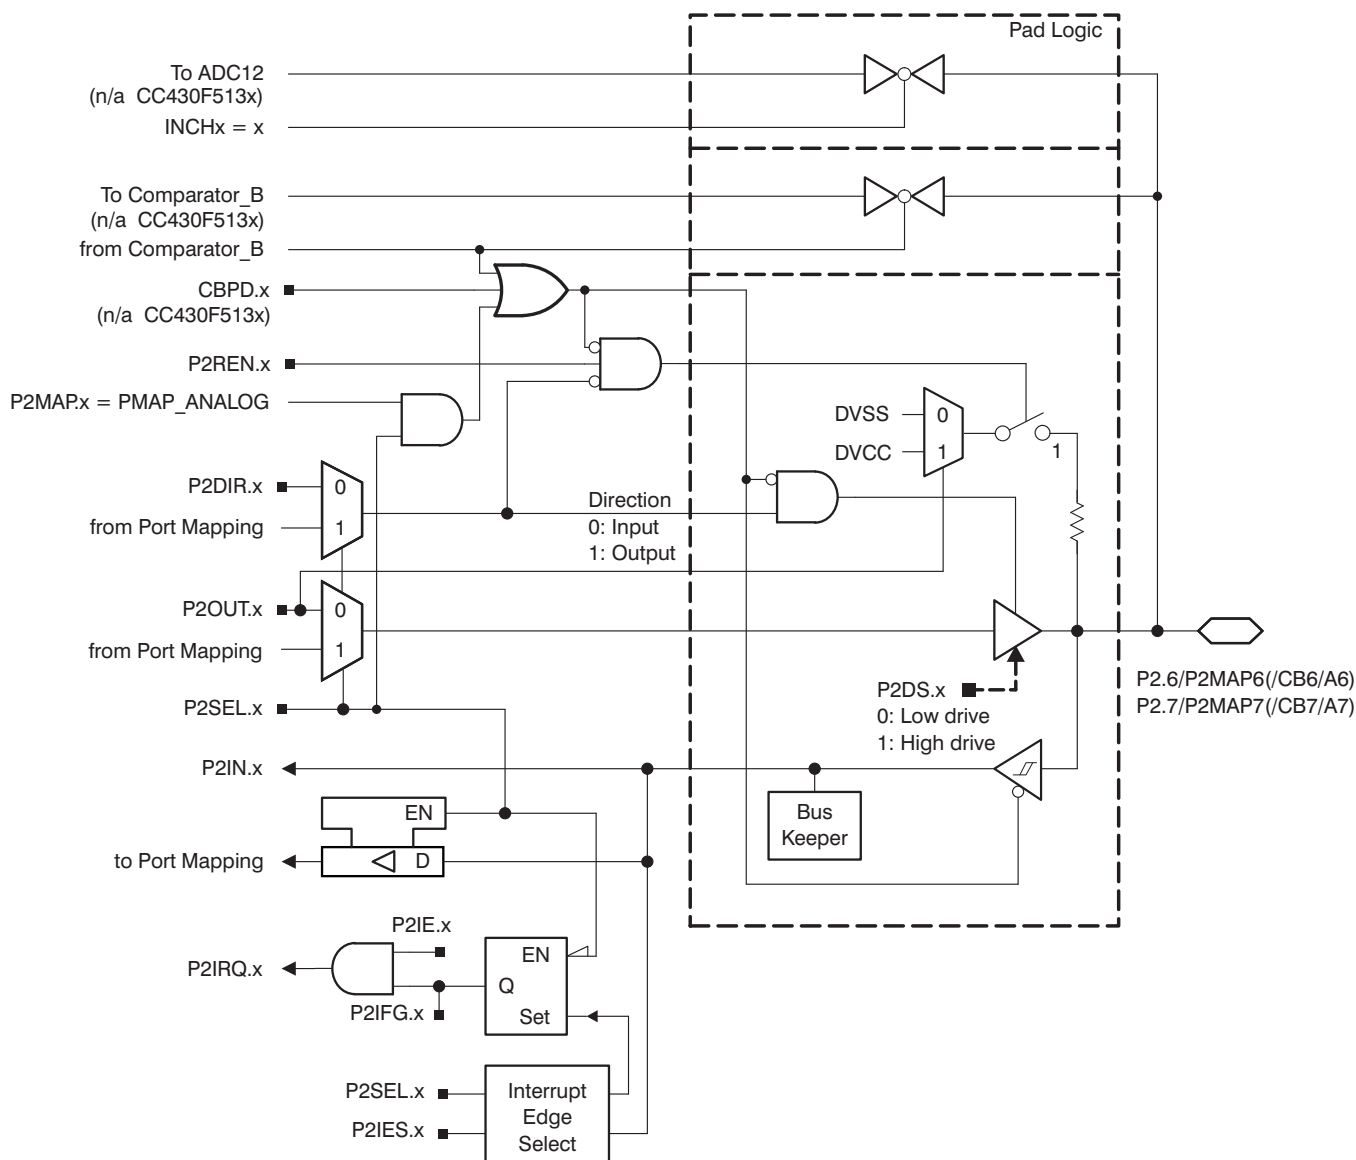 Pad Logic
To ADC12
(n/a CC430F513x)
INCHx = x
To Comparator_B
(n/a CC430F513x)
from Comparator_B
CBPD.x
(n/a CC430F513x)
P2REN.x
P2MAP.x = PMAP_ANALOG
DVSS
0
DVCC
1
1
P2DIR.x
0
from Port Mapping
1
Direction
0: Input
1: Output
P2OUT.x
0
from Port Mapping
1
P2SEL.x
P2DS.x
0: Low drive
1: High drive
P2.6/P2MAP6(/CB6/A6)
P2.7/P2MAP7(/CB7/A7)
P2IN.x
Bus
Keeper
EN
to Port Mapping
D
P2IE.x
P2IRQ.x
P2IFG.x
EN
Q
Set
P2SEL.x
P2IES.x
Interrupt
Edge
Select